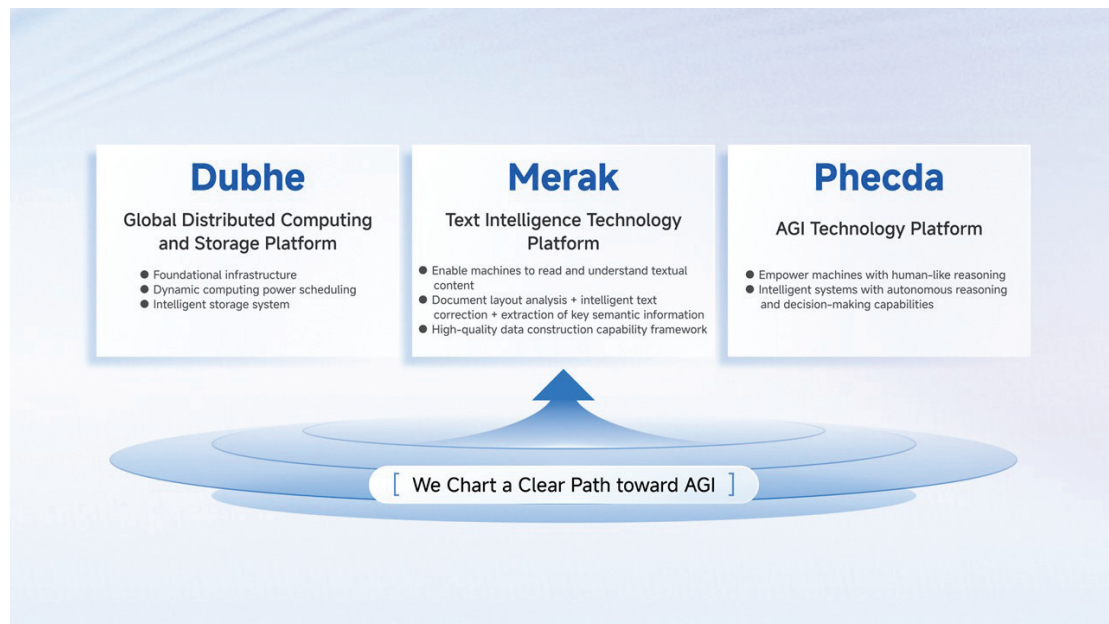 Dubhe
Global Distributed Computing
and Storage Platform
● Foundational infrastructure
● Dynamic computing power scheduling
● Intelligent storage system
Merak
Text Intelligence Technology
Platform
● Enable machines to read and understand textual
content
● Document layout analysis + intelligent text
correction + extraction of key semantic information
● High-quality data construction capability framework
Phecda
AGI Technology Platform
● Empower machines with human-like reasoning
● Intelligent systems with autonomous reasoning
and decision-making capabilities
[ We Chart a Clear Path toward AGI ]